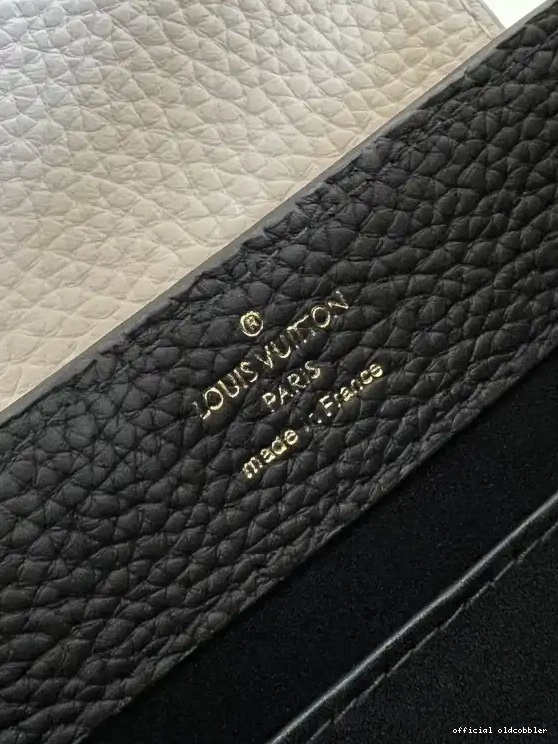 ®
LOUIS VUITTON
PARIS
made in France
official oldcobbler